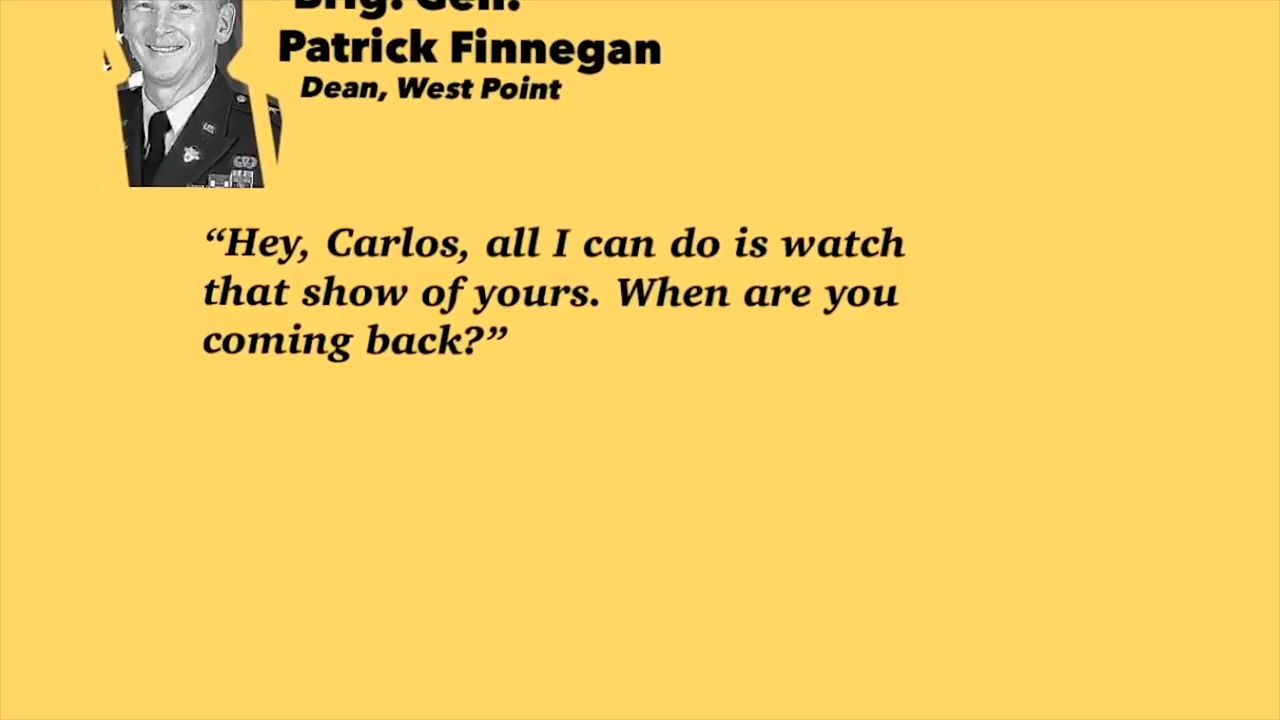 Brig. Gen.
Patrick Finnegan
Dean, West Point
“Hey, Carlos, all I can do is watch
that show of yours. When are you
coming back?”